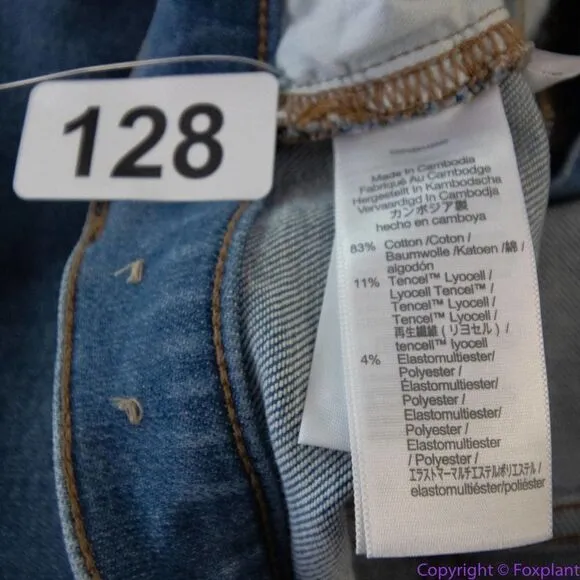 128
Made in Cambodia
Fabriqué Au Cambodge
Hergestellt in Kambodscha
Vervaardigd in Cambodja
カンボジア製
hecho en camboya
83% Cotton /Coton /
Baumwolle /Katoen /綿 /
algodón
11% Tencel™ Lyocell /
Lyocell Tencel™ /
Tencel™ Lyocell /
Tencel™ Lyocell /
再生繊維 (リヨセル) /
tencell™ lyocell
4% Elastomultiester/
Polyester /
Élastomultiester/
Polyester /
Elastomultiester/
Polyester /
Elastomultiester
/ Polyester /
エラストマーマルチエステル/ポリエステル /
elastomultiéster/poliéster
Copyright © Foxplant